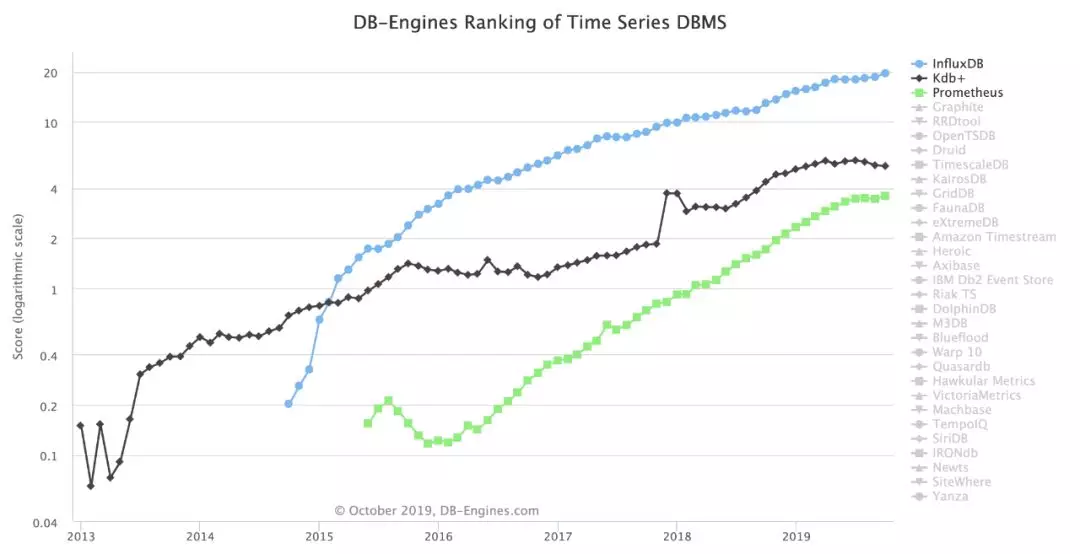 DB-Engines Ranking of Time Series DBMS
Score (logarithmic scale)
20
10
4
2
1
0.4
0.2
0.1
0.04
2013 2014 2015 2016 2017 2018 2019
© October 2019, DB-Engines.com
InfluxDB
Kdb+
Prometheus
Graphite
RRDtool
OpenTSDB
Druid
TimescaleDB
KairosDB
GridDB
FaunaDB
eXtremeDB
Amazon Timestream
Heroic
Axibase
IBM Db2 Event Store
Riak TS
DolphinDB
M3DB
Blueflood
Warp 10
Quasardb
Hawkular Metrics
VictoriaMetrics
Machbase
TempoIQ
SiriDB
IRONdb
Newts
SiteWhere
Yanza